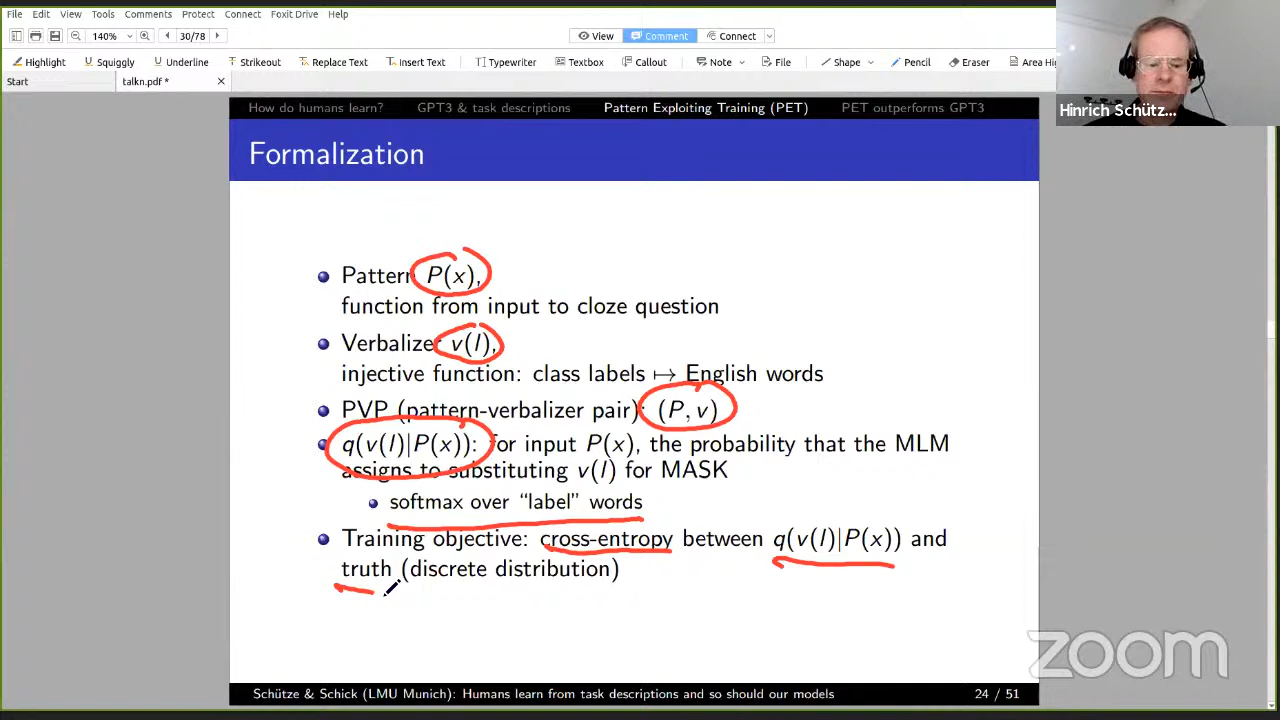 File Edit View Tools Comments Protect Connect Foxit Drive Help
140% 30/78 View Comment Connect
Highlight Squiggly Underline Strikeout Replace Text Insert Text Typewriter Textbox Callout Note File Shape Pencil Eraser Area Hi
Start talkn.pdf *
Hinrich Schütz...
How do humans learn? GPT3 & task descriptions Pattern Exploiting Training (PET) PET outperforms GPT3
Formalization
Pattern P(x),
function from input to cloze question
Verbalizer v(l),
injective function: class labels ↦ English words
PVP (pattern-verbalizer pair): (P, v)
q(v(l)|P(x)): for input P(x), the probability that the MLM
assigns to substituting v(l) for MASK
softmax over “label” words
Training objective: cross-entropy between q(v(l)|P(x)) and
truth (discrete distribution)
zoom
Schütze & Schick (LMU Munich): Humans learn from task descriptions and so should our models 24 / 51